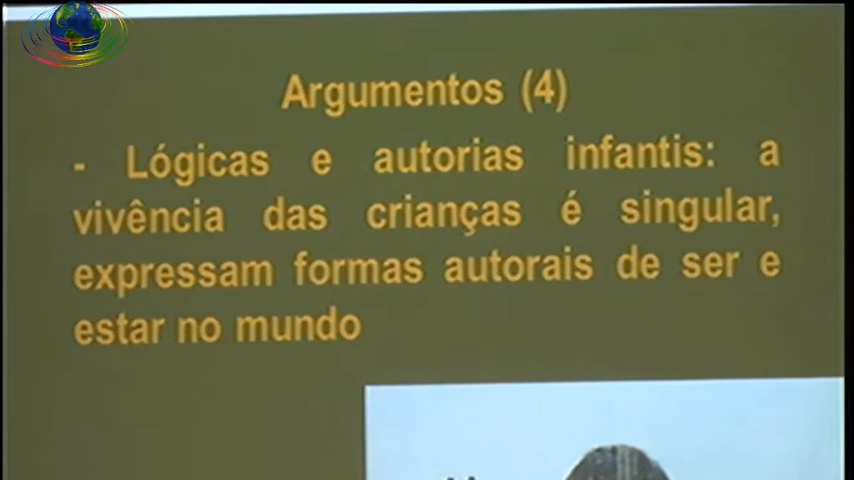 Argumentos (4)
- Lógicas e autorias infantis: a
vivência das crianças é singular,
expressam formas autorais de ser e
estar no mundo